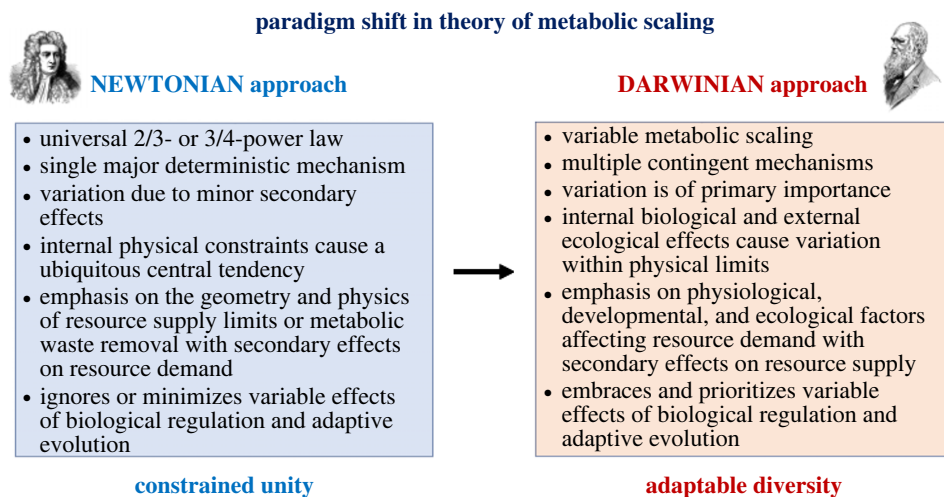 paradigm shift in theory of metabolic scaling
NEWTONIAN approach
• universal 2/3- or 3/4-power law
• single major deterministic mechanism
• variation due to minor secondary
effects
• internal physical constraints cause a
ubiquitous central tendency
• emphasis on the geometry and physics
of resource supply limits or metabolic
waste removal with secondary effects
on resource demand
• ignores or minimizes variable effects
of biological regulation and adaptive
evolution
constrained unity
DARWINIAN approach
• variable metabolic scaling
• multiple contingent mechanisms
• variation is of primary importance
• internal biological and external
ecological effects cause variation
within physical limits
• emphasis on physiological,
developmental, and ecological factors
affecting resource demand with
secondary effects on resource supply
• embraces and prioritizes variable
effects of biological regulation and
adaptive evolution
adaptable diversity